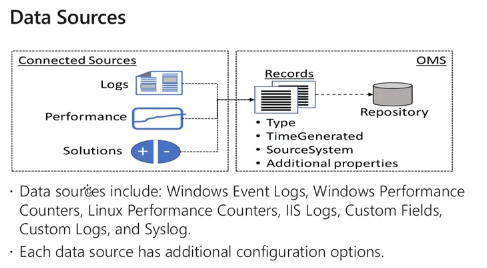 Data Sources
Connected Sources
OMS
Logs
Performance
Solutions
Records
Repository
• Type
• TimeGenerated
• SourceSystem
• Additional properties
· Data sources include: Windows Event Logs, Windows Performance
Counters, Linux Performance Counters, IIS Logs, Custom Fields,
Custom Logs, and Syslog.
· Each data source has additional configuration options.